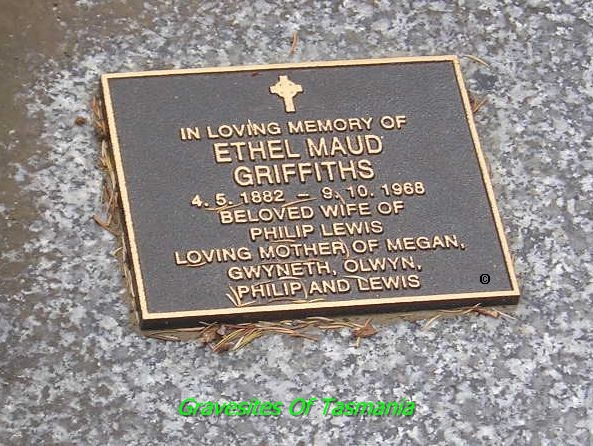 IN LOVING MEMORY OF
ETHEL MAUD
GRIFFITHS
4. 5. 1882 – 9. 10. 1968
BELOVED WIFE OF
PHILIP LEWIS
LOVING MOTHER OF MEGAN,
GWYNETH, OLWYN,
PHILIP AND LEWIS
©
Gravesites Of Tasmania